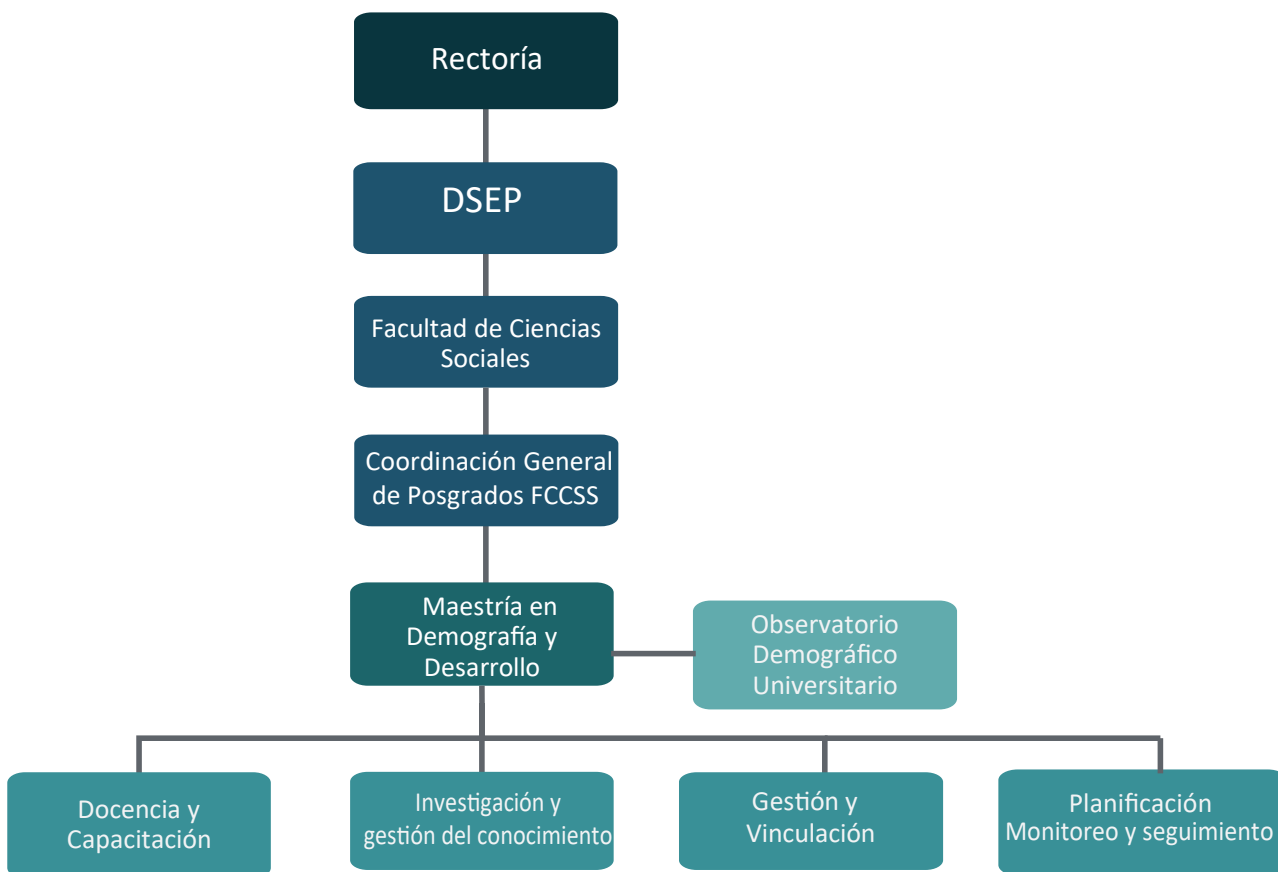 Rectoría
DSEP
Facultad de Ciencias
Sociales
Coordinación General
de Posgrados FCCSS
Maestría en
Demografía y
Desarrollo
Observatorio
Demográfico
Universitario
Docencia y
Capacitación
Investigación y
gestión del conocimiento
Gestión y
Vinculación
Planificación
Monitoreo y seguimiento